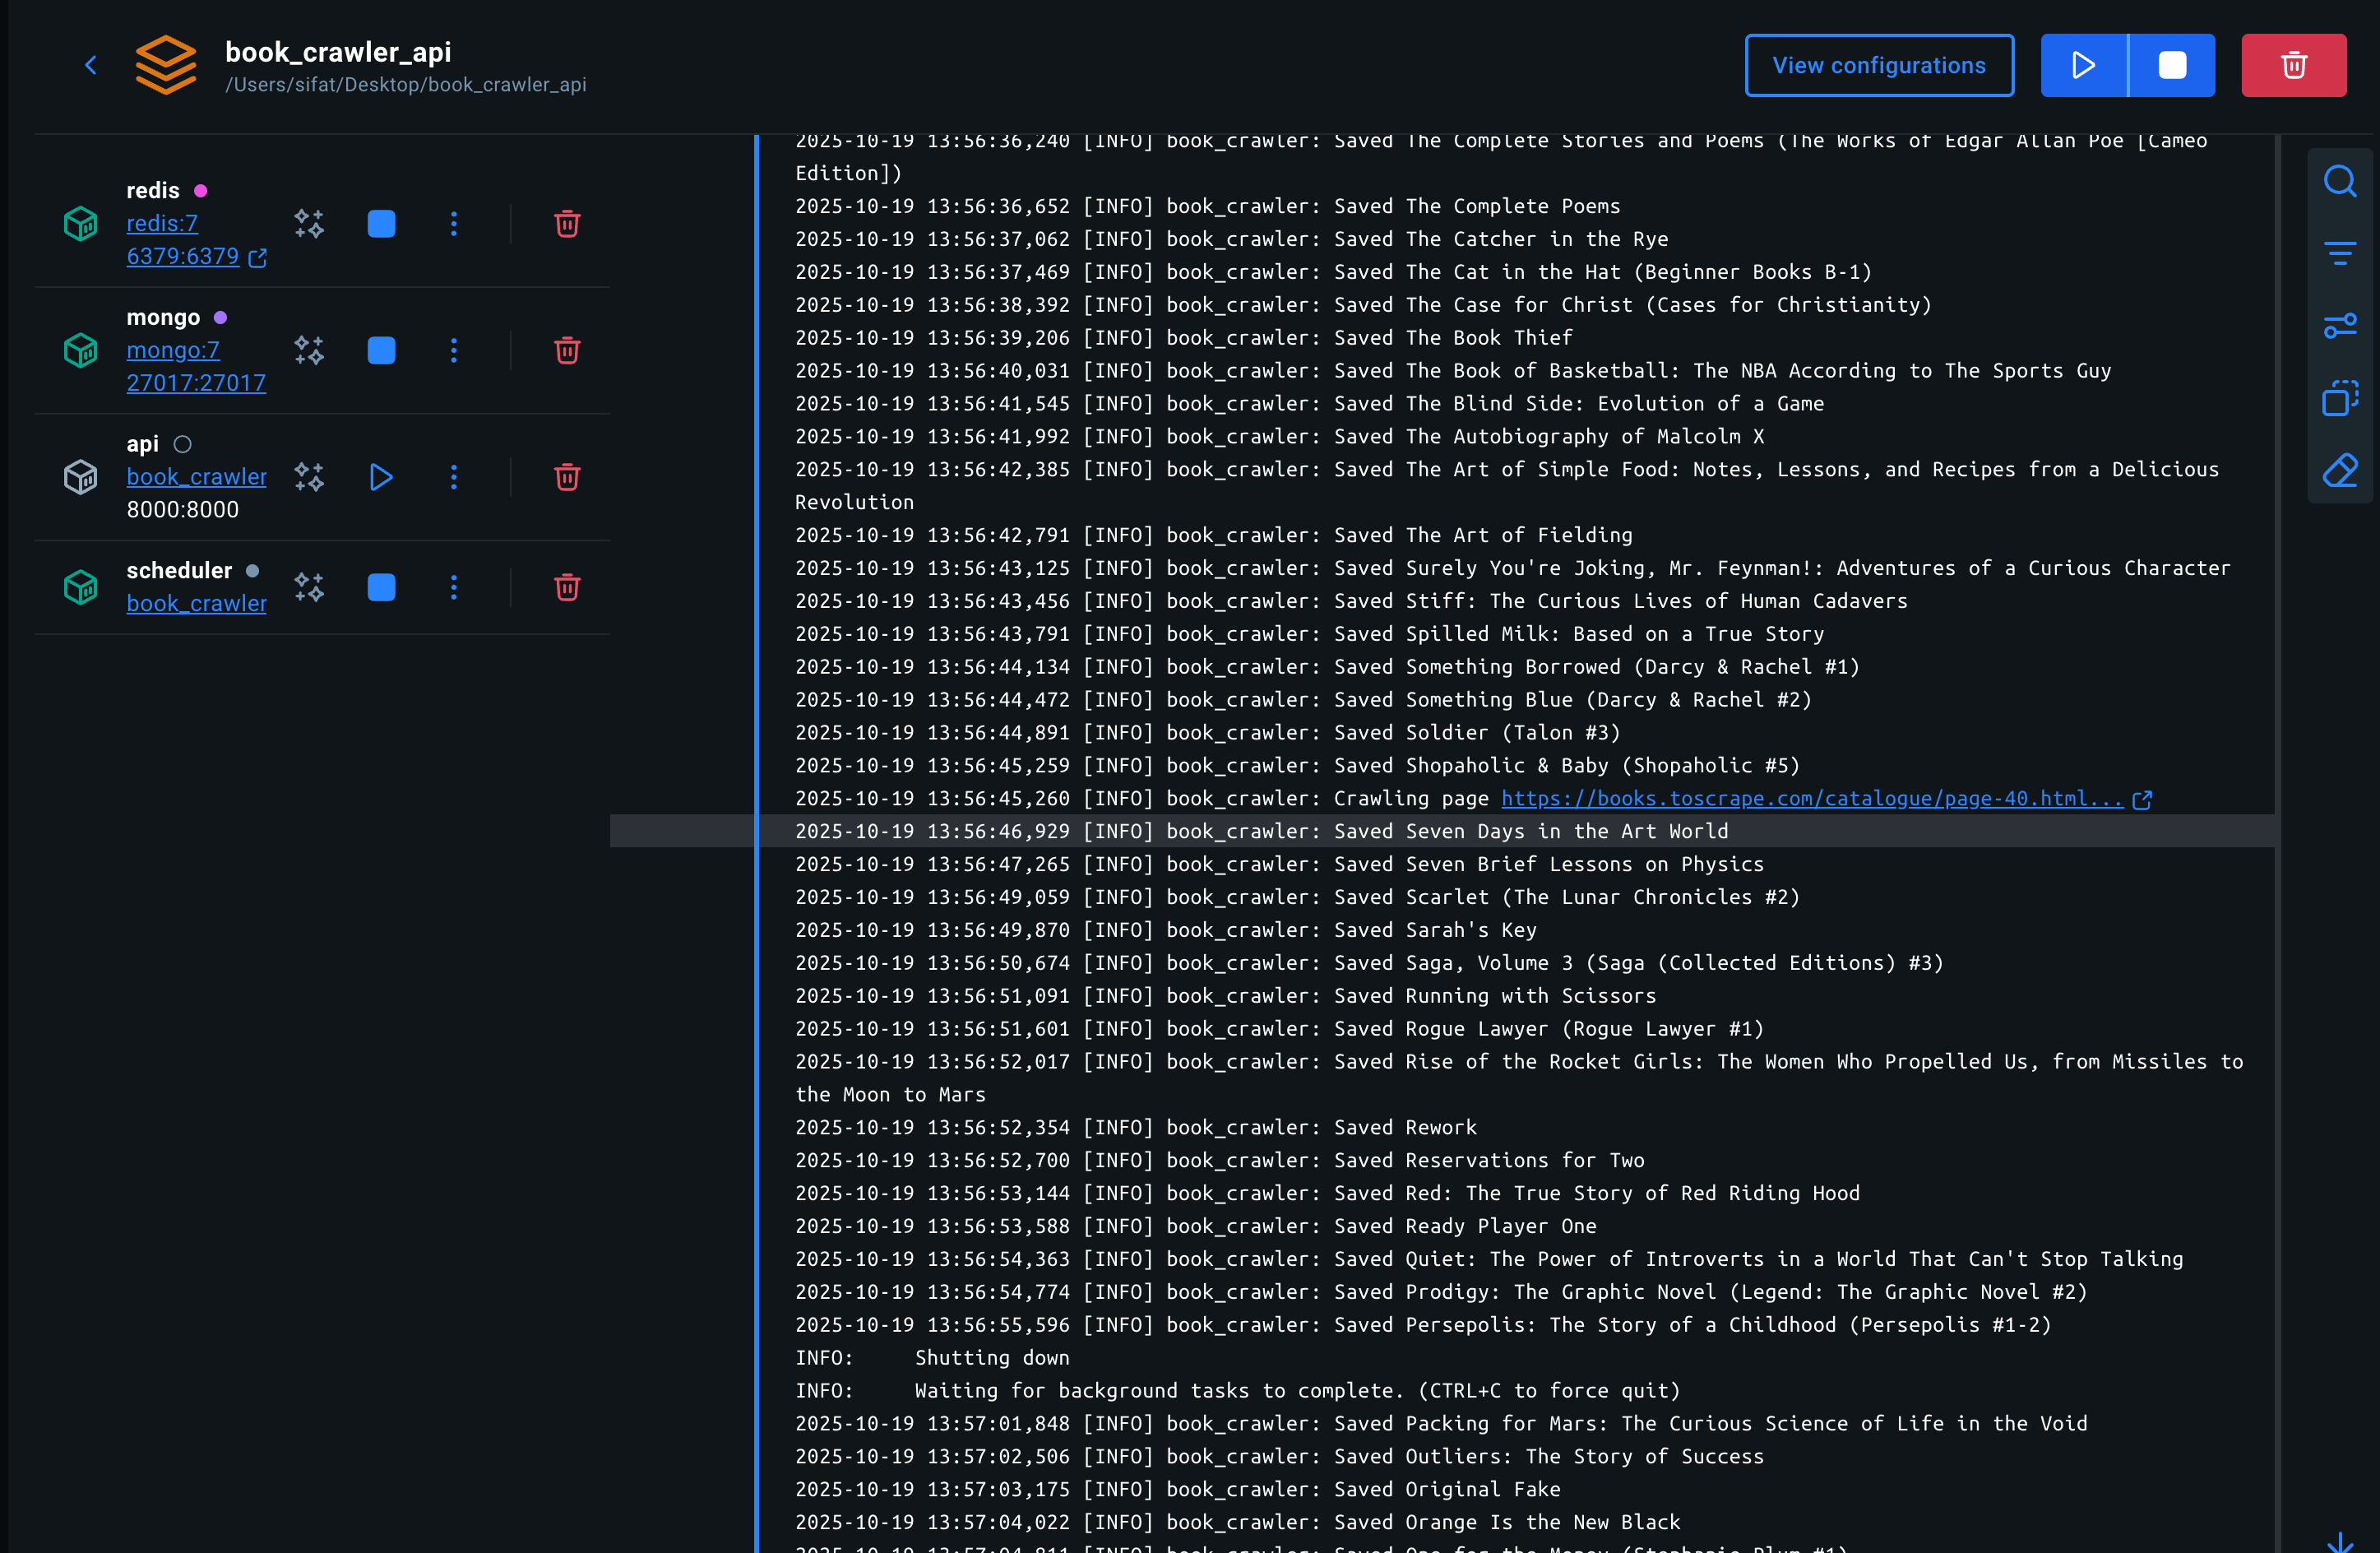 book_crawler_api
/Users/sifat/Desktop/book_crawler_api
View configurations
redis
redis:7
6379:6379
mongo
mongo:7
27017:27017
api
book_crawler
8000:8000
scheduler
book_crawler
2025-10-19 13:56:36,240 [INFO] book_crawler: Saved The Complete Stories and Poems (The Works of Edgar Allan Poe [Cameo
Edition])
2025-10-19 13:56:36,652 [INFO] book_crawler: Saved The Complete Poems
2025-10-19 13:56:37,062 [INFO] book_crawler: Saved The Catcher in the Rye
2025-10-19 13:56:37,469 [INFO] book_crawler: Saved The Cat in the Hat (Beginner Books B-1)
2025-10-19 13:56:38,392 [INFO] book_crawler: Saved The Case for Christ (Cases for Christianity)
2025-10-19 13:56:39,206 [INFO] book_crawler: Saved The Book Thief
2025-10-19 13:56:40,031 [INFO] book_crawler: Saved The Book of Basketball: The NBA According to The Sports Guy
2025-10-19 13:56:41,545 [INFO] book_crawler: Saved The Blind Side: Evolution of a Game
2025-10-19 13:56:41,992 [INFO] book_crawler: Saved The Autobiography of Malcolm X
2025-10-19 13:56:42,385 [INFO] book_crawler: Saved The Art of Simple Food: Notes, Lessons, and Recipes from a Delicious
Revolution
2025-10-19 13:56:42,791 [INFO] book_crawler: Saved The Art of Fielding
2025-10-19 13:56:43,125 [INFO] book_crawler: Saved Surely You're Joking, Mr. Feynman!: Adventures of a Curious Character
2025-10-19 13:56:43,456 [INFO] book_crawler: Saved Stiff: The Curious Lives of Human Cadavers
2025-10-19 13:56:43,791 [INFO] book_crawler: Saved Spilled Milk: Based on a True Story
2025-10-19 13:56:44,134 [INFO] book_crawler: Saved Something Borrowed (Darcy & Rachel #1)
2025-10-19 13:56:44,472 [INFO] book_crawler: Saved Something Blue (Darcy & Rachel #2)
2025-10-19 13:56:44,891 [INFO] book_crawler: Saved Soldier (Talon #3)
2025-10-19 13:56:45,259 [INFO] book_crawler: Saved Shopaholic & Baby (Shopaholic #5)
2025-10-19 13:56:45,260 [INFO] book_crawler: Crawling page https://books.toscrape.com/catalogue/page-40.html...
2025-10-19 13:56:46,929 [INFO] book_crawler: Saved Seven Days in the Art World
2025-10-19 13:56:47,265 [INFO] book_crawler: Saved Seven Brief Lessons on Physics
2025-10-19 13:56:49,059 [INFO] book_crawler: Saved Scarlet (The Lunar Chronicles #2)
2025-10-19 13:56:49,870 [INFO] book_crawler: Saved Sarah's Key
2025-10-19 13:56:50,674 [INFO] book_crawler: Saved Saga, Volume 3 (Saga (Collected Editions) #3)
2025-10-19 13:56:51,091 [INFO] book_crawler: Saved Running with Scissors
2025-10-19 13:56:51,601 [INFO] book_crawler: Saved Rogue Lawyer (Rogue Lawyer #1)
2025-10-19 13:56:52,017 [INFO] book_crawler: Saved Rise of the Rocket Girls: The Women Who Propelled Us, from Missiles to
the Moon to Mars
2025-10-19 13:56:52,354 [INFO] book_crawler: Saved Rework
2025-10-19 13:56:52,700 [INFO] book_crawler: Saved Reservations for Two
2025-10-19 13:56:53,144 [INFO] book_crawler: Saved Red: The True Story of Red Riding Hood
2025-10-19 13:56:53,588 [INFO] book_crawler: Saved Ready Player One
2025-10-19 13:56:54,363 [INFO] book_crawler: Saved Quiet: The Power of Introverts in a World That Can't Stop Talking
2025-10-19 13:56:54,774 [INFO] book_crawler: Saved Prodigy: The Graphic Novel (Legend: The Graphic Novel #2)
2025-10-19 13:56:55,596 [INFO] book_crawler: Saved Persepolis: The Story of a Childhood (Persepolis #1-2)
INFO:     Shutting down
INFO:     Waiting for background tasks to complete. (CTRL+C to force quit)
2025-10-19 13:57:01,848 [INFO] book_crawler: Saved Packing for Mars: The Curious Science of Life in the Void
2025-10-19 13:57:02,506 [INFO] book_crawler: Saved Outliers: The Story of Success
2025-10-19 13:57:03,175 [INFO] book_crawler: Saved Original Fake
2025-10-19 13:57:04,022 [INFO] book_crawler: Saved Orange Is the New Black
2025-10-19 13:57:04,811 [INFO] book_crawler: Saved One for the Money (Stephanie Plum #1)